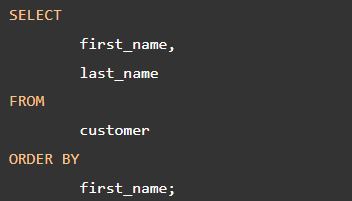 SELECT
first_name,
last_name
FROM
customer
ORDER BY
first_name;